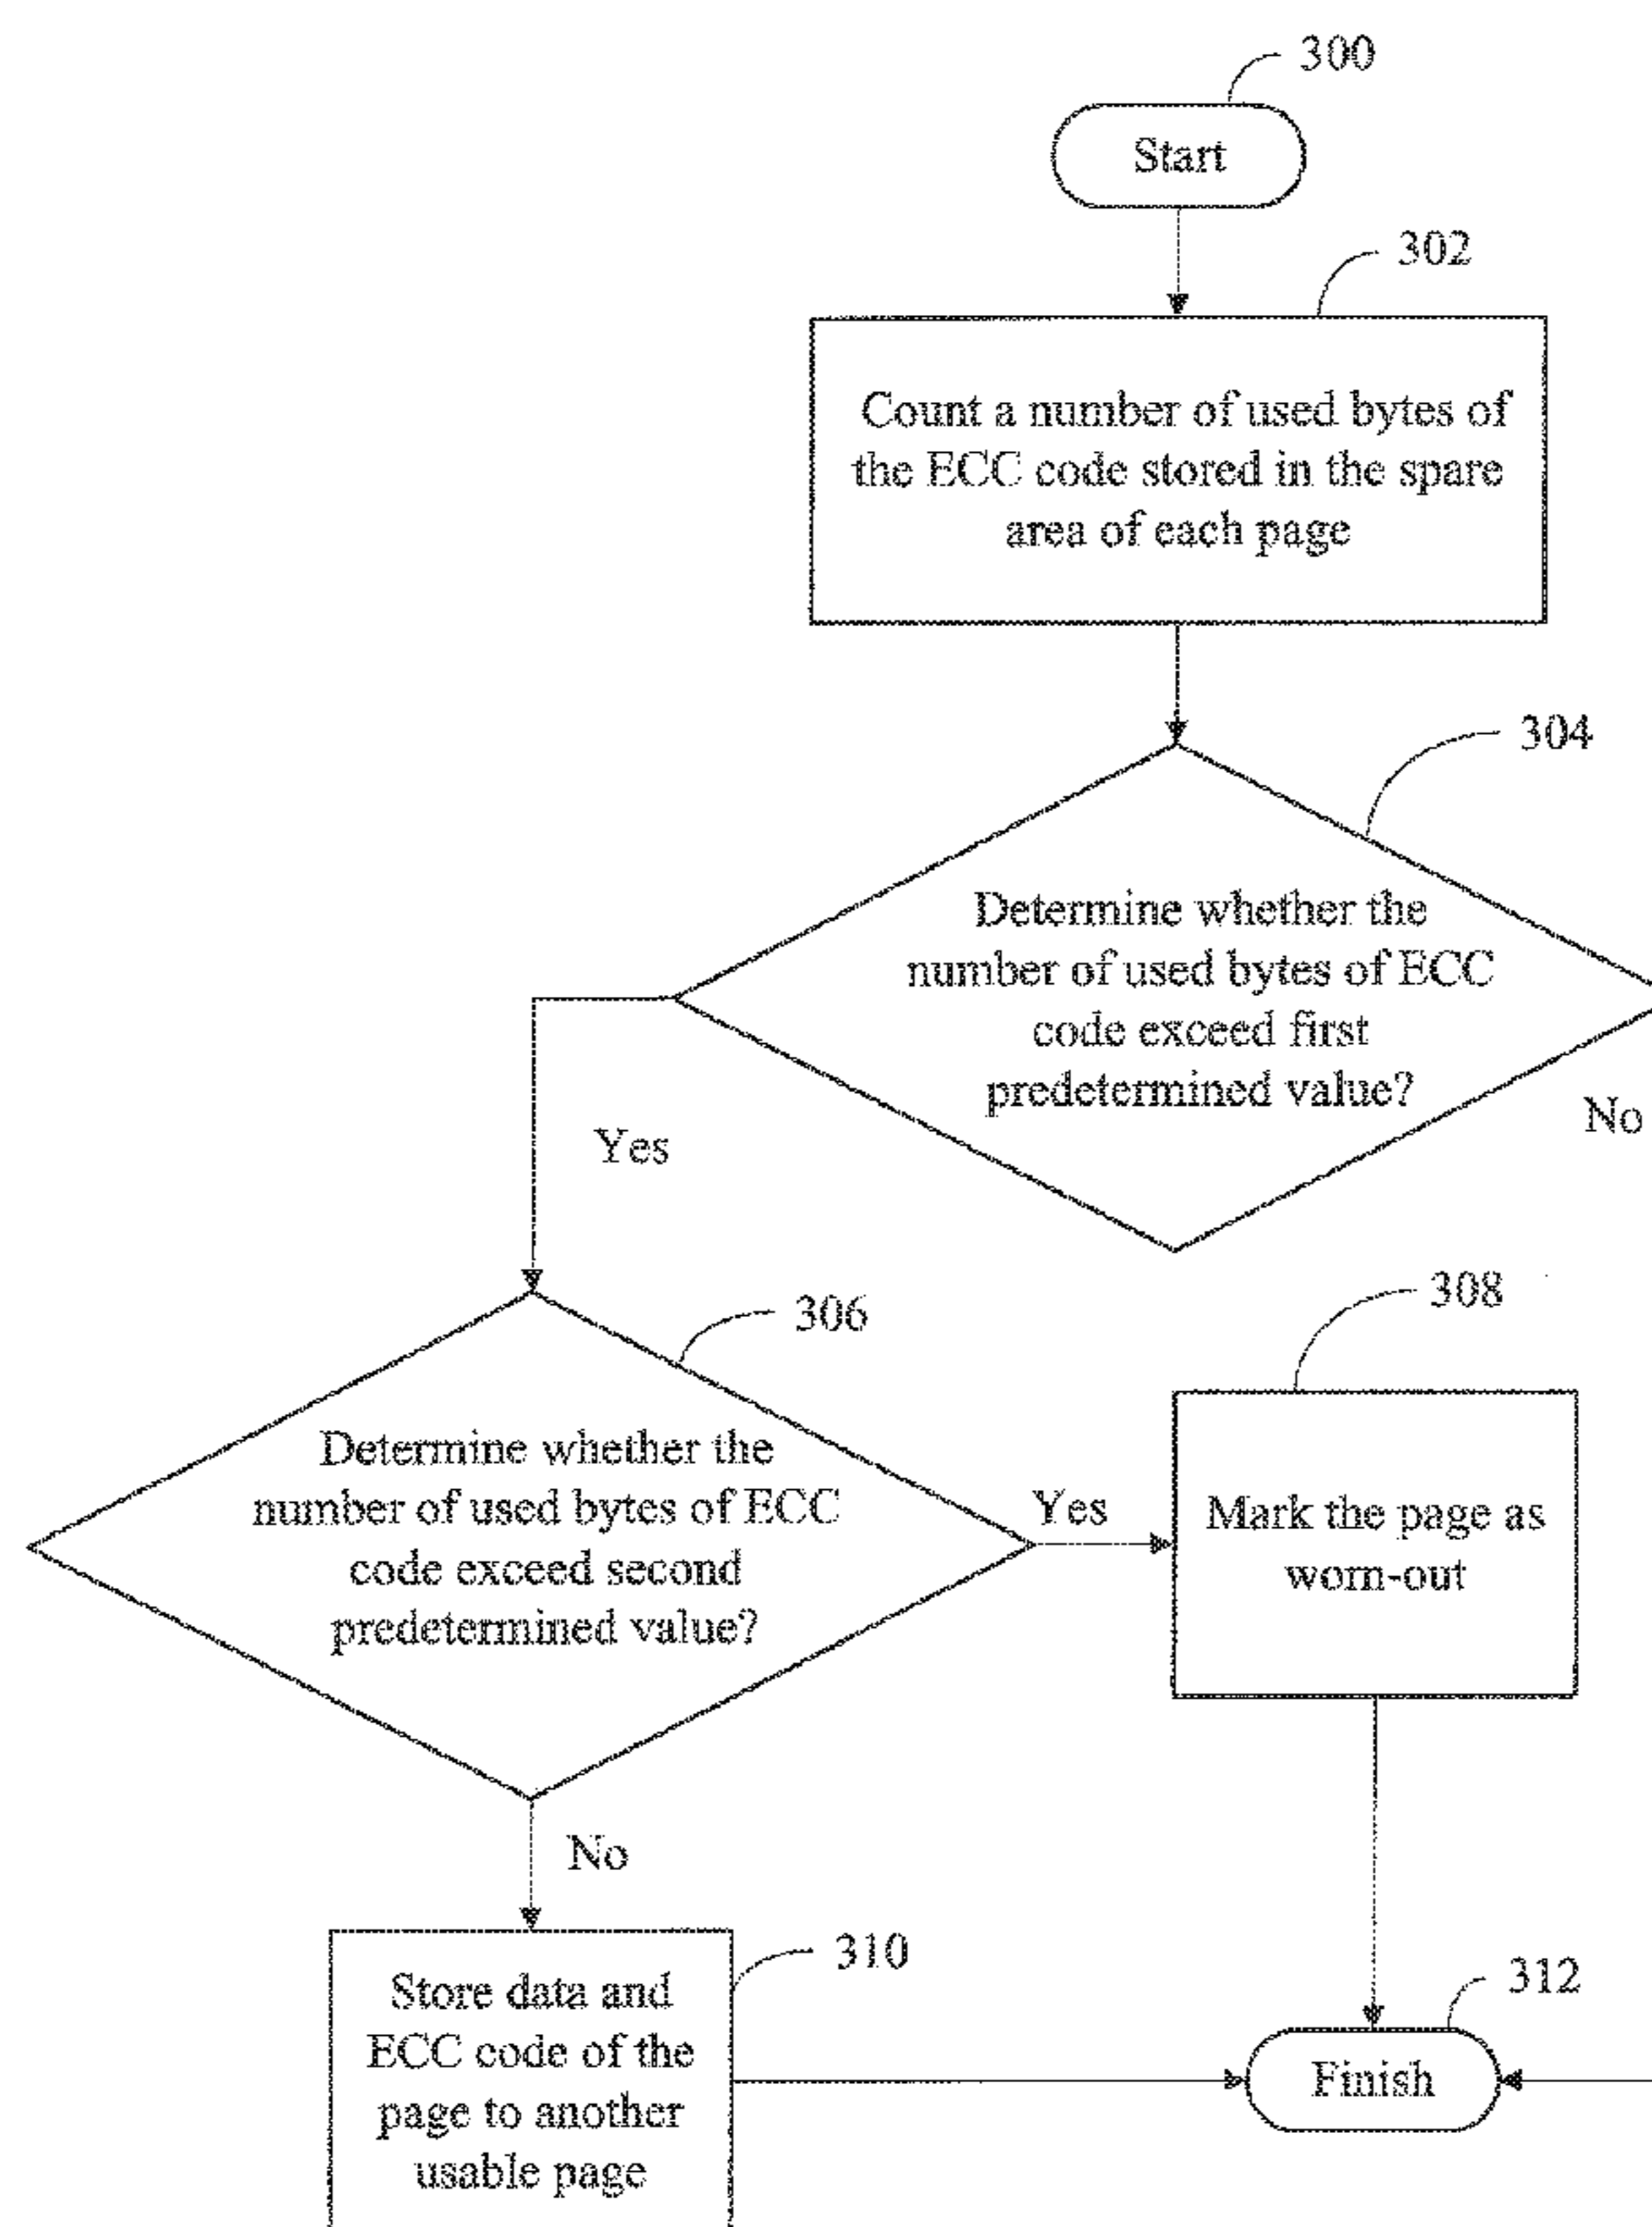 300
Start
302
Count a number of used bytes of
the ECC code stored in the spare
area of each page
304
Determine whether the
number of used bytes of ECC
code exceed first
predetermined value?
Yes
No
306
308
Determine whether the
number of used bytes of ECC
code exceed second
predetermined value?
Yes
Mark the page as
worn-out
No
310
312
Store data and
ECC code of the
page to another
usable page
Finish